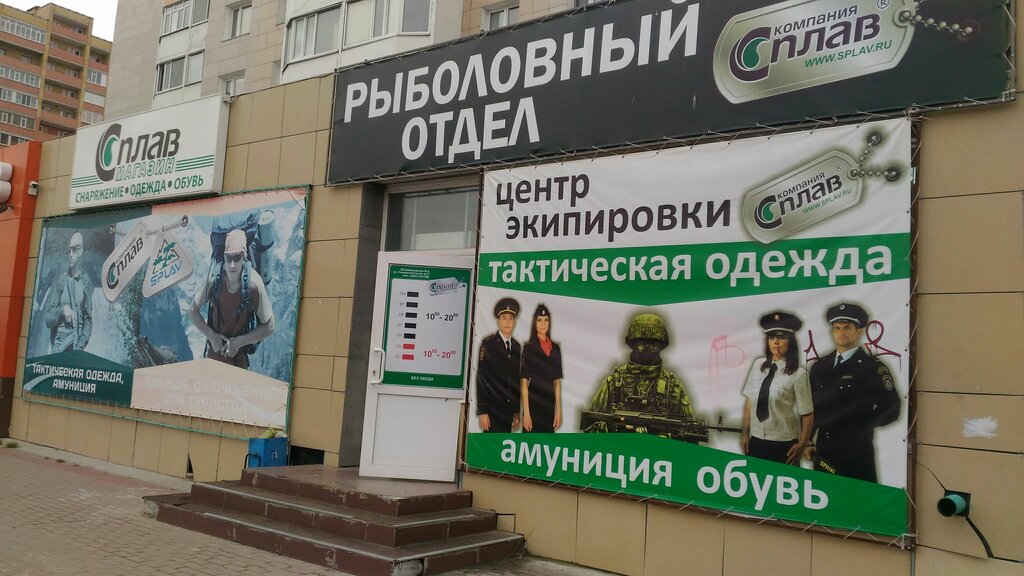 РЫБОЛОВНЫЙ
ОТДЕЛ
КОМПАНИЯ
Сплав®
WWW.SPLAV.RU
Сплав
МАГАЗИН
СНАРЯЖЕНИЕ • ОДЕЖДА • ОБУВЬ
Сплав
SPLAV
ТАКТИЧЕСКАЯ ОДЕЖДА,
АМУНИЦИЯ
ОДЕЖДА, СНАРЯЖЕНИЕ
ДЛЯ ТУРИСТОВ
Сплав
10⁰⁰- 20⁰⁰
10⁰⁰- 20⁰⁰
БЕЗ ОБЕДА
центр
экипировки
КОМПАНИЯ
Сплав®
WWW.SPLAV.RU
тактическая одежда
амуниция обувь